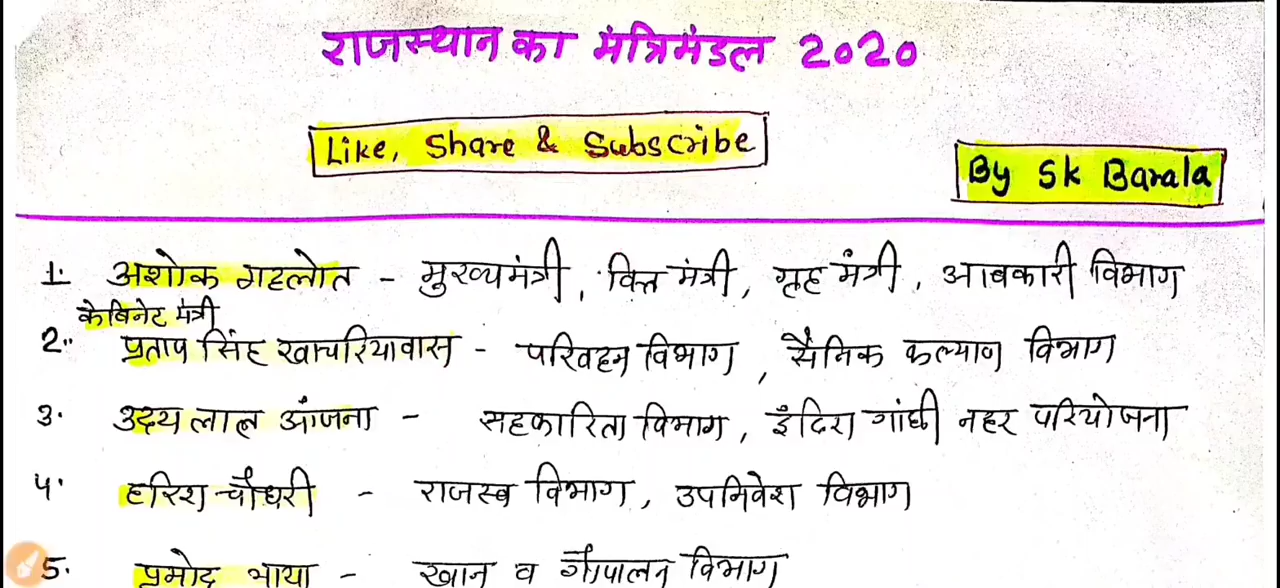 राजस्थान का मंत्रिमंडल 2020
Like, Share & Subscribe
By Sk Barala
1. अशोक गहलोत - मुख्यमंत्री, वित्त मंत्री, गृह मंत्री, आबकारी विभाग
केबिनेट मंत्री
2. प्रताप सिंह खाचरियावास - परिवहन विभाग, सैनिक कल्याण विभाग
3. उदय लाल आंजना - सहकारिता विभाग, इंदिरा गांधी नहर परियोजना
4. हरिश चौधरी - राजस्व विभाग, उपनिवेश विभाग
5. प्रमोद भाया - खान व गौपालन विभाग